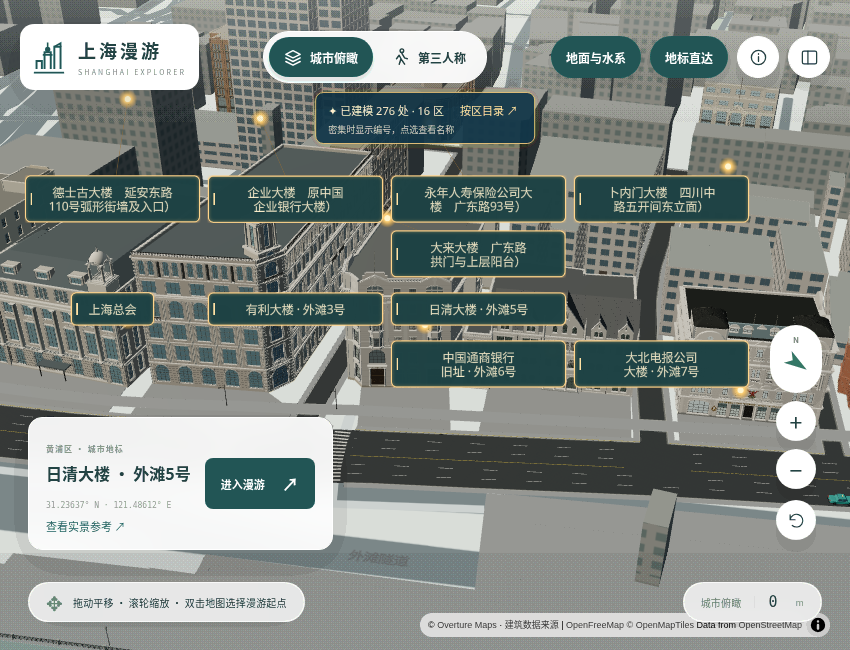 上海漫游
SHANGHAI EXPLORER
城市俯瞰
第三人称
地面与水系
地标直达
✦ 已建模 276 处 · 16 区 按区目录 ↗
密集时显示编号，点选查看名称
德士古大楼 延安东路
110号弧形街墙及入口）
企业大楼 原中国
企业银行大楼）
永年人寿保险公司大
楼 广东路93号）
卜内门大楼 四川中
路五开间东立面）
大来大楼 广东路
拱门与上层阳台）
上海总会
有利大楼 · 外滩3号
日清大楼 · 外滩5号
中国通商银行
旧址 · 外滩6号
大北电报公司
大楼 · 外滩7号
N
黄浦区 · 城市地标
日清大楼 · 外滩5号
31.23637° N · 121.48612° E
查看实景参考 ↗
进入漫游 ↗
外滩隧道
拖动平移 · 滚轮缩放 · 双击地图选择漫游起点
城市俯瞰 0 m
© Overture Maps · 建筑数据来源 | OpenFreeMap © OpenMapTiles Data from OpenStreetMap